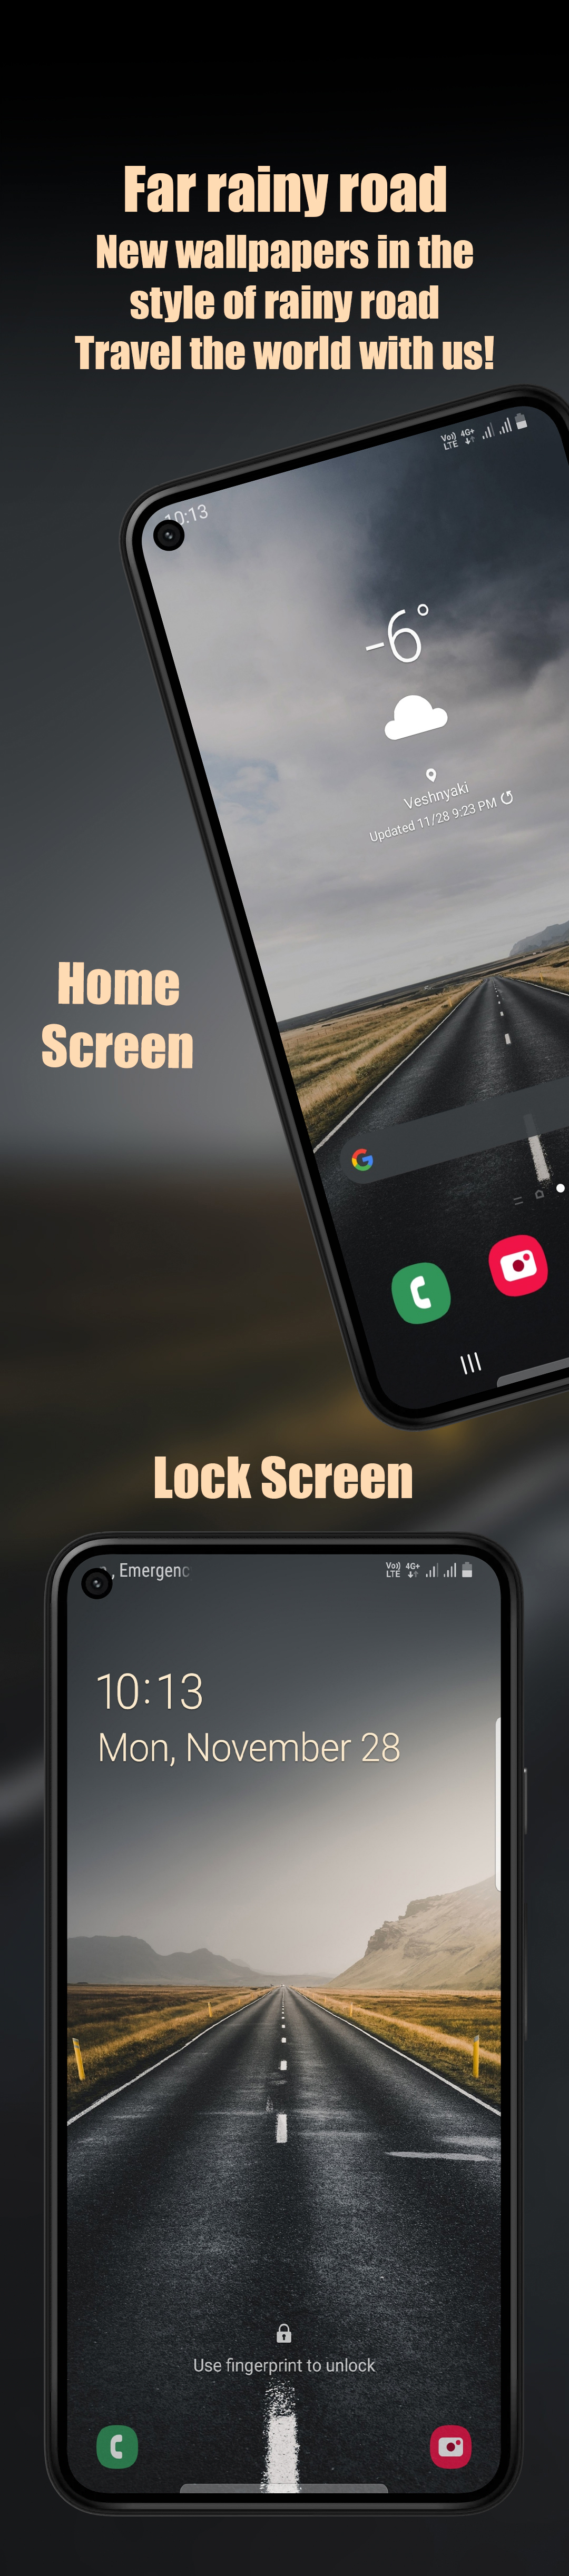 Far rainy road
New wallpapers in the
style of rainy road
Travel the world with us!
Vo)) LTE 4G+
10:13
-6°
Veshnyaki
Updated 11/28 9:23 PM
Home
Screen
Lock Screen
, Emergenc
Vo)) LTE 4G+
10:13
Mon, November 28
Use fingerprint to unlock